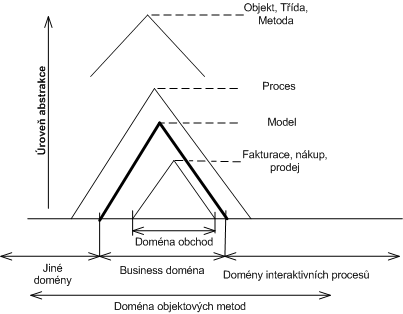 Objekt, Třída,
Metoda
Úroveň abstrakce
Proces
Model
Fakturace, nákup,
prodej
Doména obchod
Jiné
domény
Business doména
Domény interaktivních procesů
Doména objektových metod